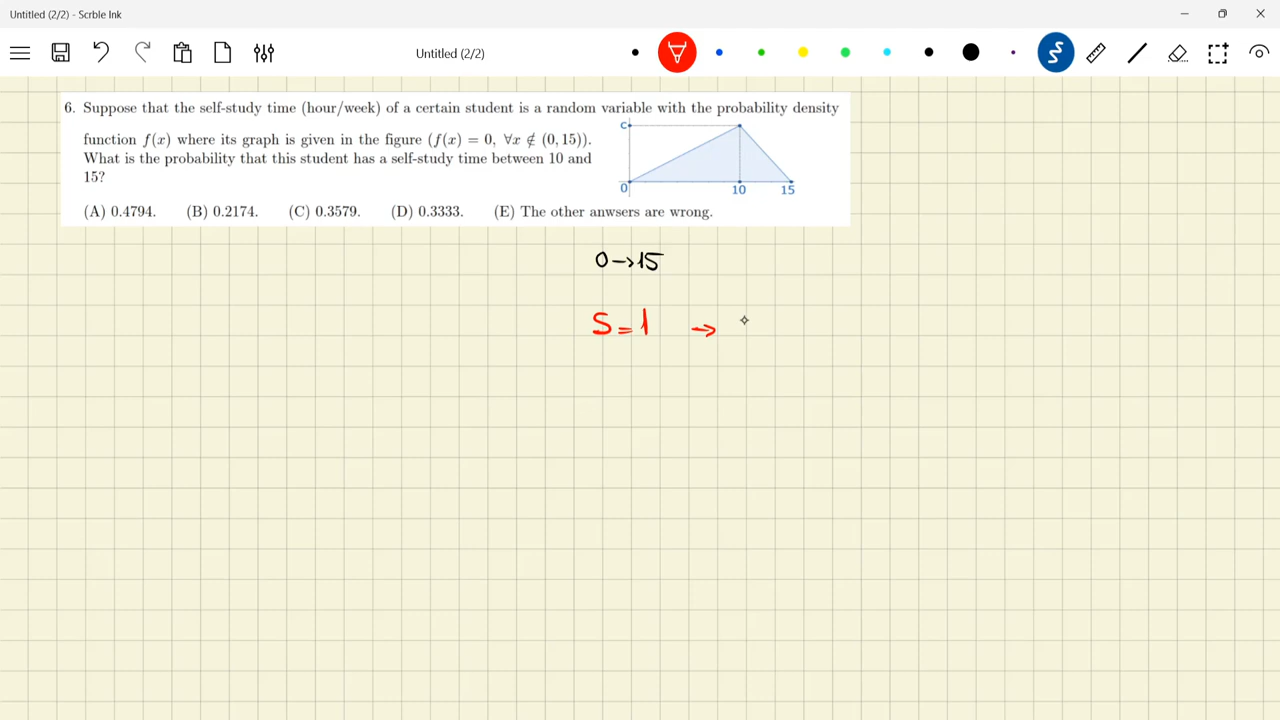 Untitled (2/2) - Scrble Ink
Untitled (2/2)
6. Suppose that the self-study time (hour/week) of a certain student is a random variable with the probability density
function f(x) where its graph is given in the figure (f(x) = 0, ∀x ∉ (0, 15)).
What is the probability that this student has a self-study time between 10 and
15?
c
0 10 15
(A) 0.4794. (B) 0.2174. (C) 0.3579. (D) 0.3333. (E) The other anwsers are wrong.
0→15
S=1 →